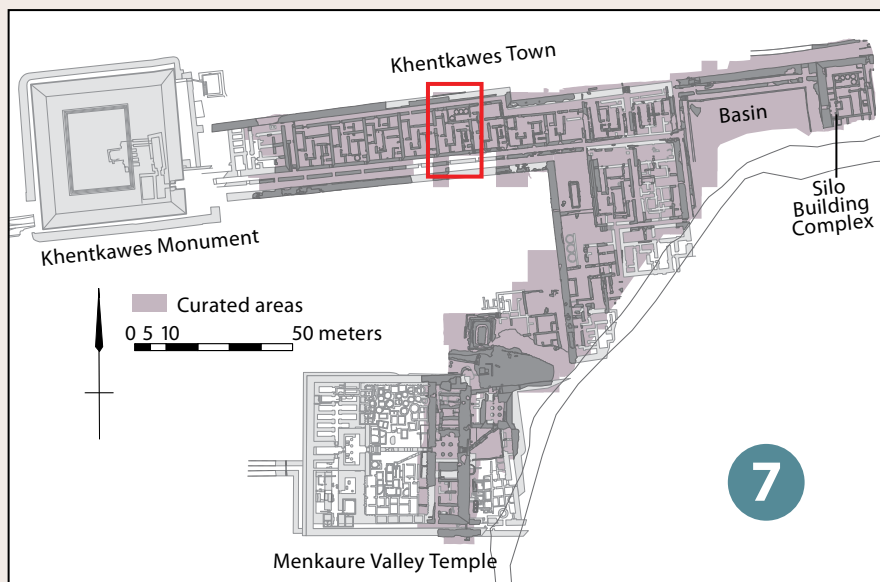 Khentkawes Town
Basin
Silo
Building
Complex
Khentkawes Monument
Curated areas
0 5 10 50 meters
7
Menkaure Valley Temple